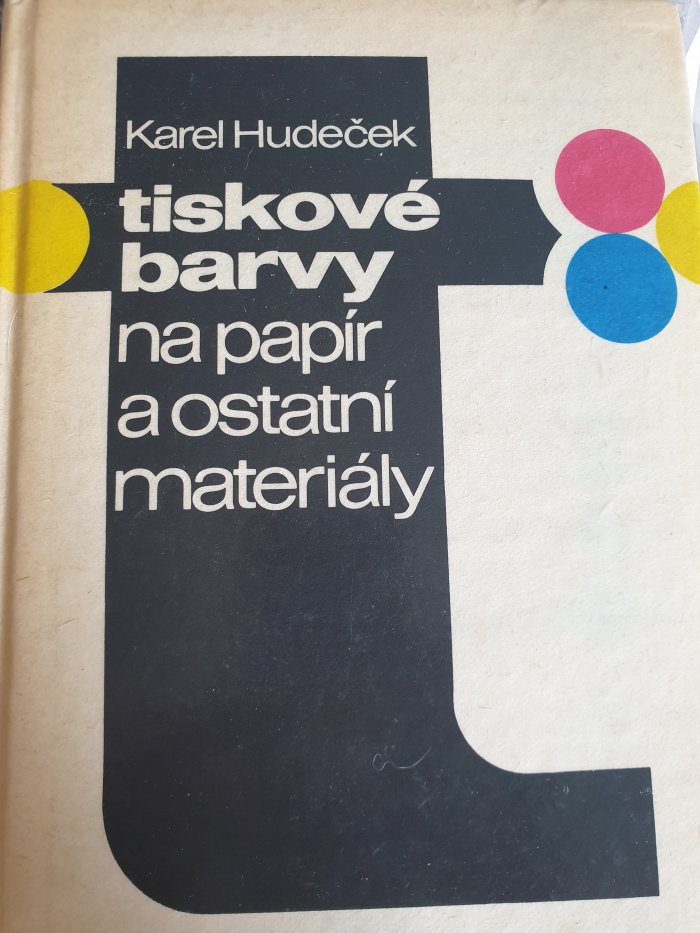 Karel Hudeček
tiskové
barvy
na papír
a ostatní
materiály